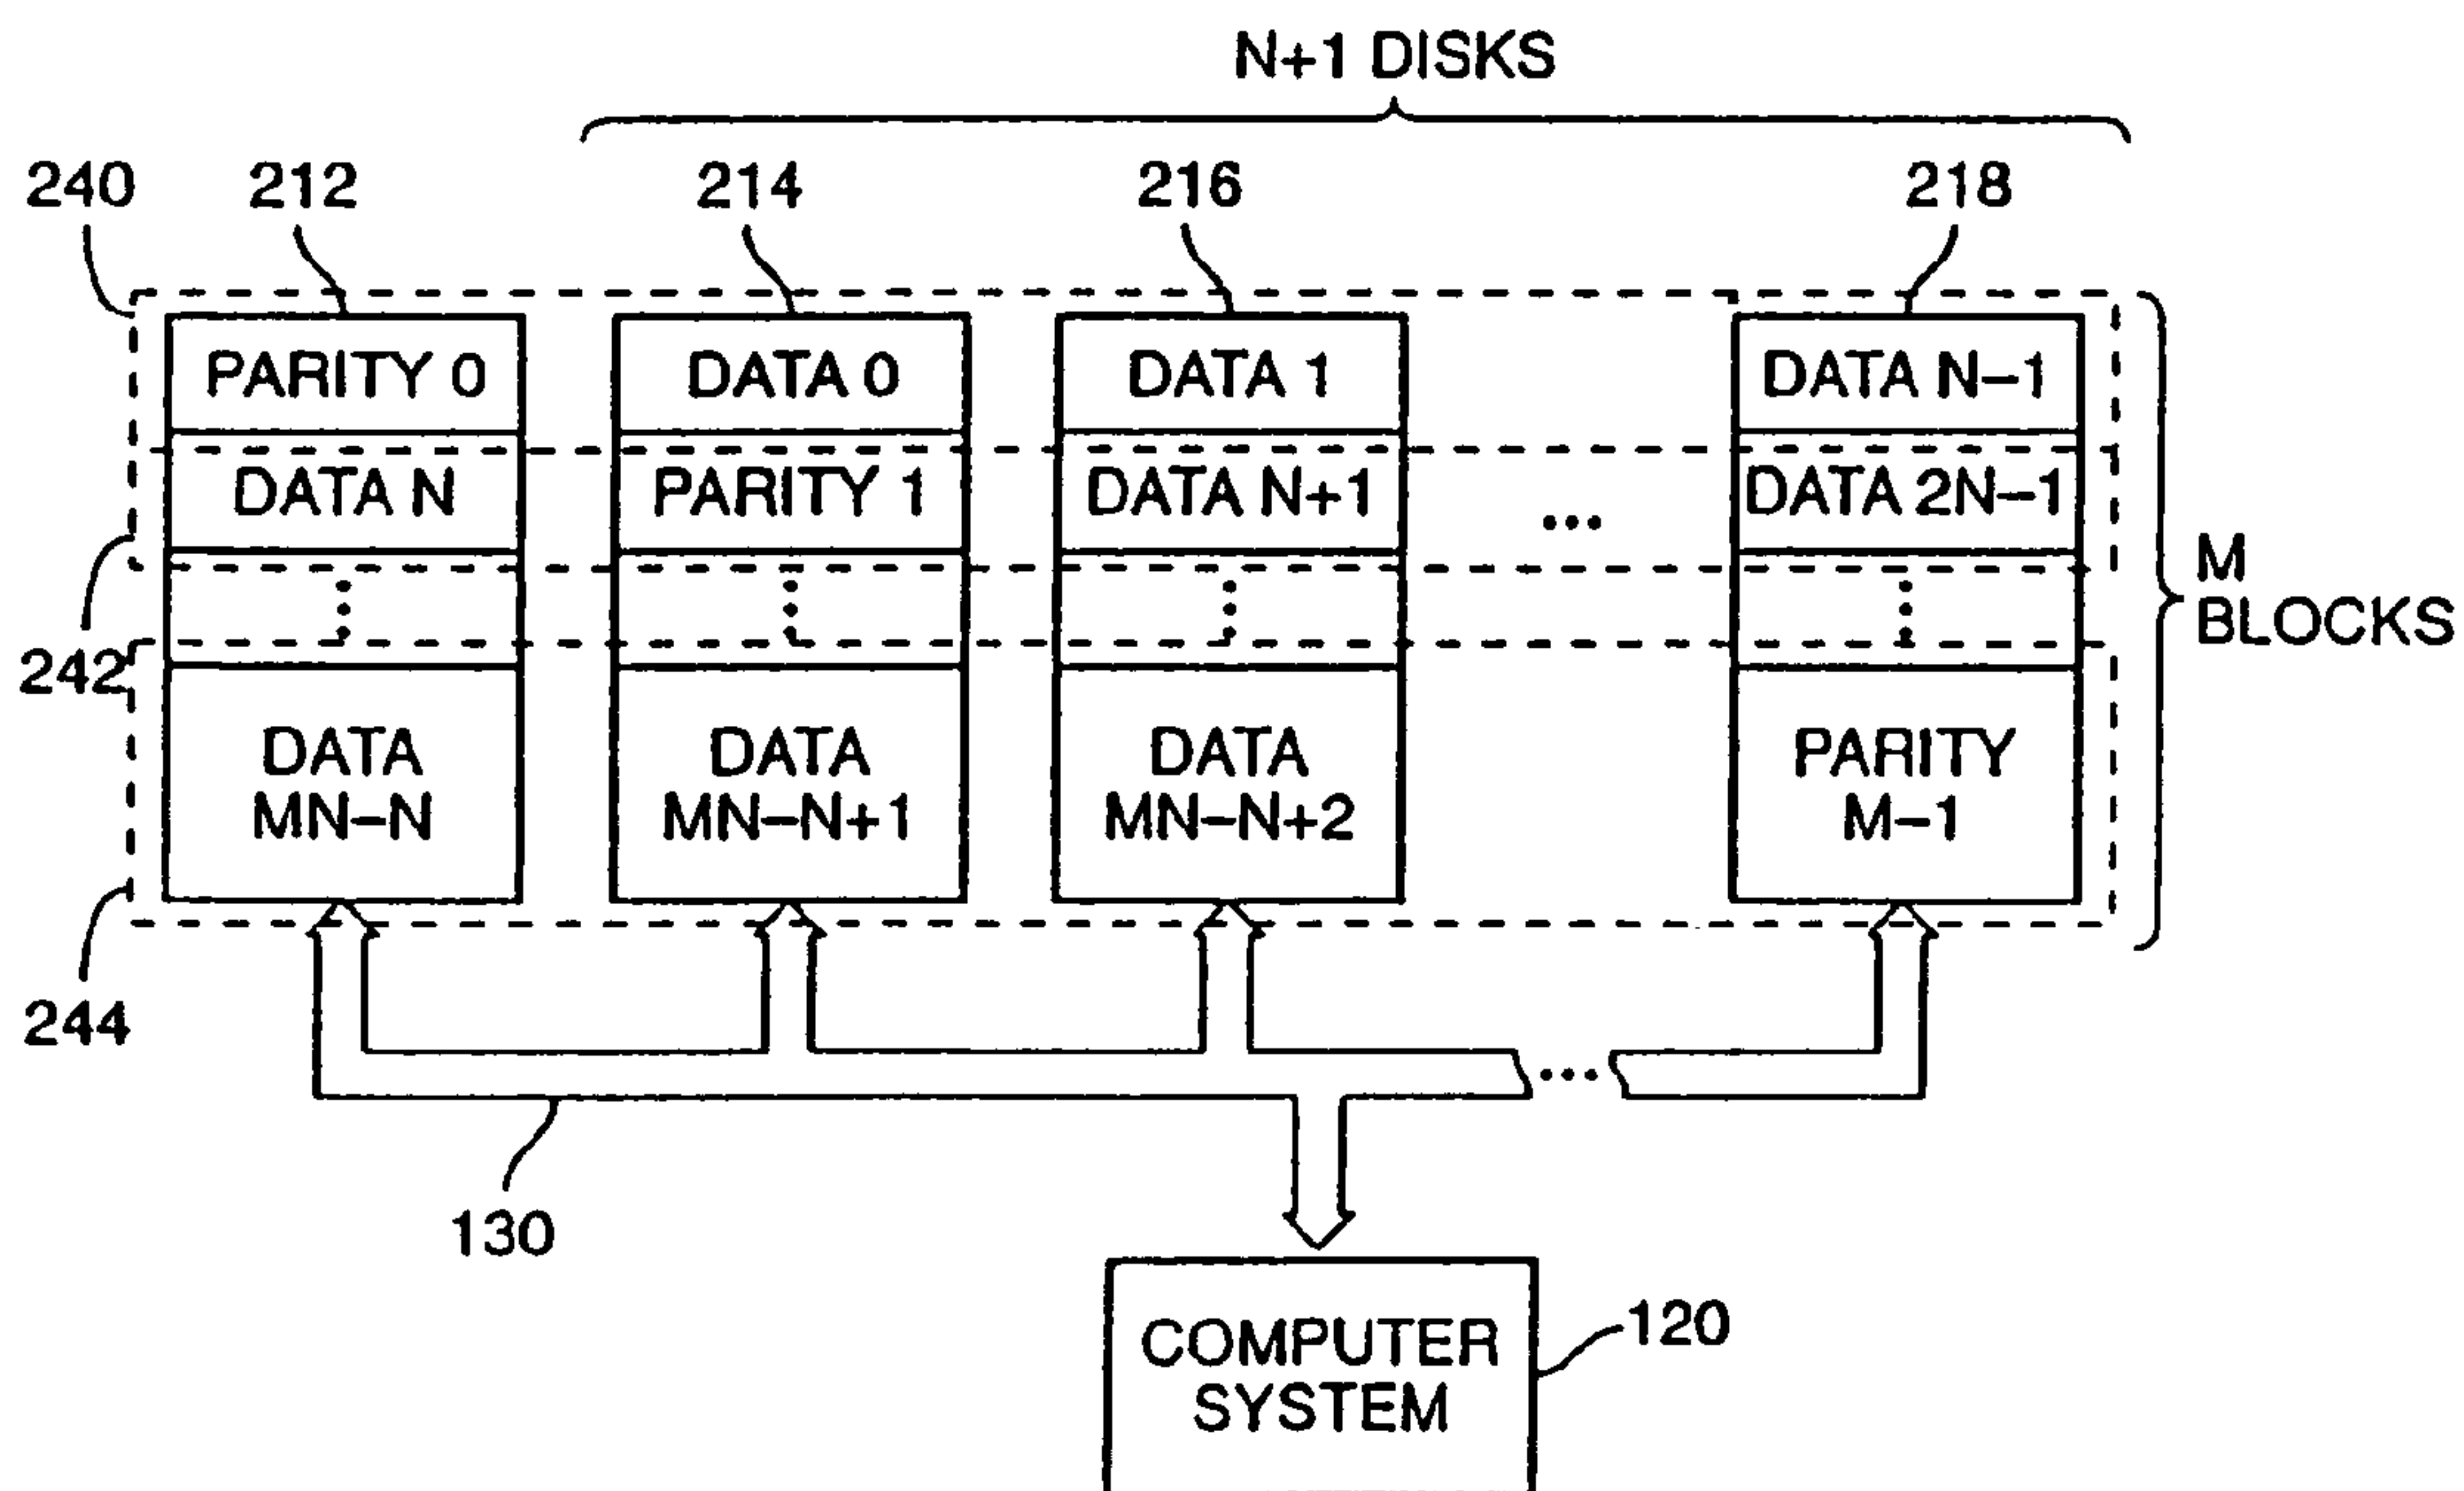 N+1 DISKS
240
212
214
216
218
PARITY 0
DATA 0
DATA 1
DATA N–1
DATA N
PARITY 1
DATA N+1
...
DATA 2N–1
M
BLOCKS
242
DATA
MN–N
DATA
MN–N+1
DATA
MN–N+2
PARITY
M–1
244
...
130
COMPUTER
SYSTEM
120